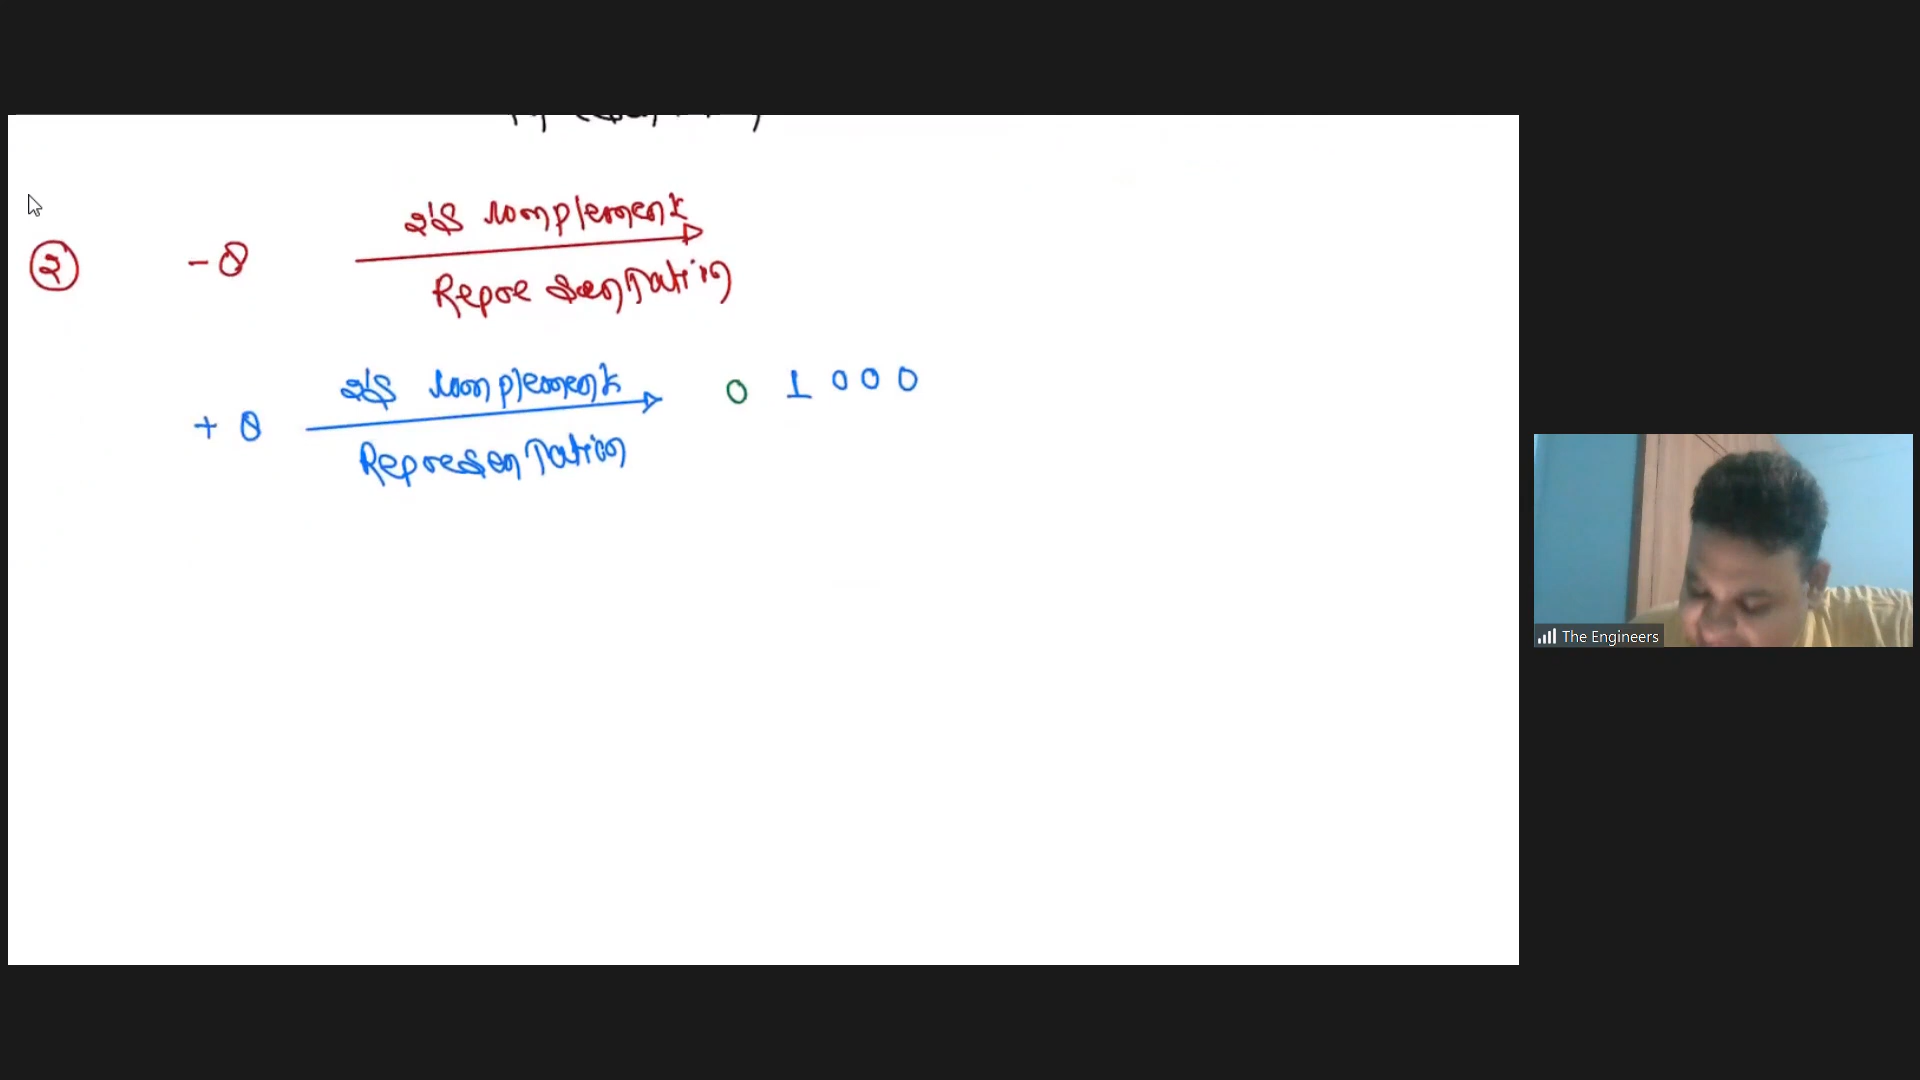 2's complement
② - 8
Representation
2's complement
0 1 0 0 0
+ 8
Representation
The Engineers